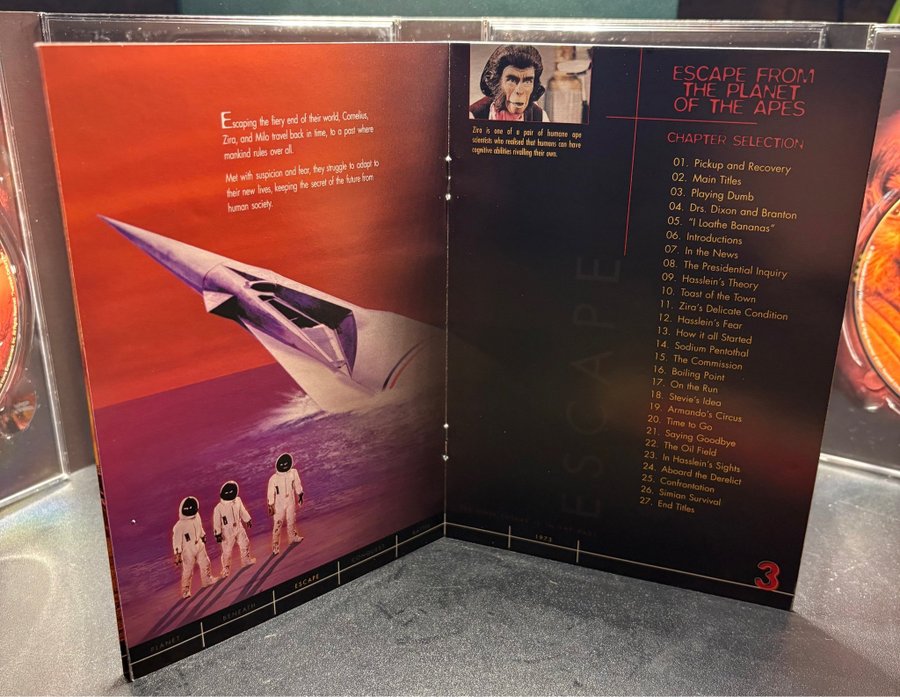 Escaping the fiery end of their world, Cornelius,
Zira, and Milo travel back in time, to a past where
mankind rules over all.
Met with suspicion and fear, they struggle to adapt to
their new lives, keeping the secret of the future from
human society.
PLANET
BENEATH
ESCAPE
CONQUEST
Zira is one of a pair of humane ape
scientists who realised that humans can have
cognitive abilities rivalling their own.
ESCAPE
ESCAPE FROM
THE PLANET
OF THE APES
CHAPTER SELECTION
01. Pickup and Recovery
02. Main Titles
03. Playing Dumb
04. Drs. Dixon and Branton
05. "I Loathe Bananas"
06. Introductions
07. In the News
08. The Presidential Inquiry
09. Hasslein's Theory
10. Toast of the Town
11. Zira's Delicate Condition
12. Hasslein's Fear
13. How it all Started
14. Sodium Pentothal
15. The Commission
16. Boiling Point
17. On the Run
18. Stevie's Idea
19. Armando's Circus
20. Time to Go
21. Saying Goodbye
22. The Oil Field
23. In Hasslein's Sights
24. Aboard the Derelict
25. Confrontation
26. Simian Survival
27. End Titles
1973
3